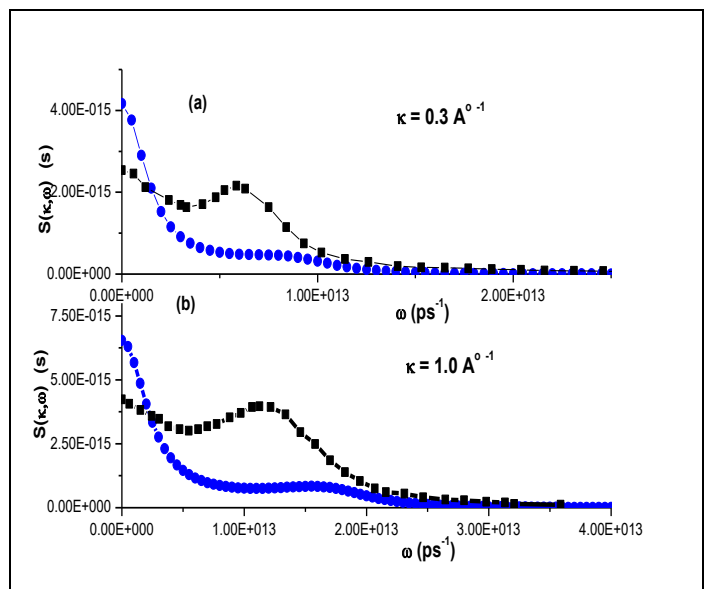 (a)
κ = 0.3 A° ⁻¹
S(κ,ω) (s)
4.00E-015
2.00E-015
0.00E+000
0.00E+000 1.00E+013 2.00E+013
ω (ps⁻¹)
(b)
κ = 1.0 A° ⁻¹
S(κ,ω) (s)
7.50E-015
5.00E-015
2.50E-015
0.00E+000
0.00E+000 1.00E+013 2.00E+013 3.00E+013 4.00E+013
ω (ps⁻¹)